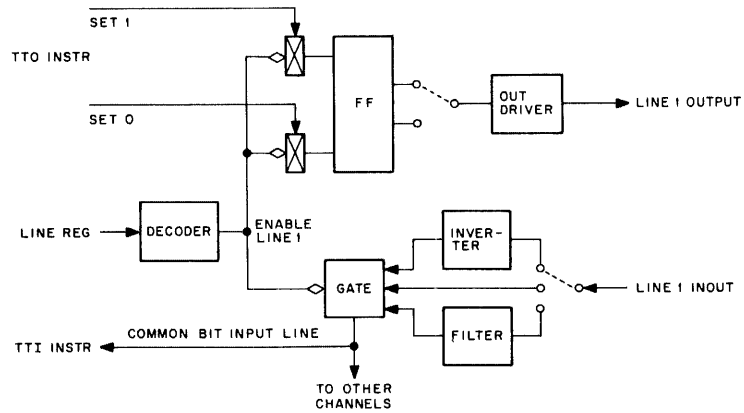 SET 1
TTO INSTR
SET 0
FF
OUT
DRIVER
LINE 1 OUTPUT
LINE REG
DECODER
ENABLE
LINE 1
INVER-
TER
GATE
LINE 1 INOUT
FILTER
COMMON BIT INPUT LINE
TTI INSTR
TO OTHER
CHANNELS